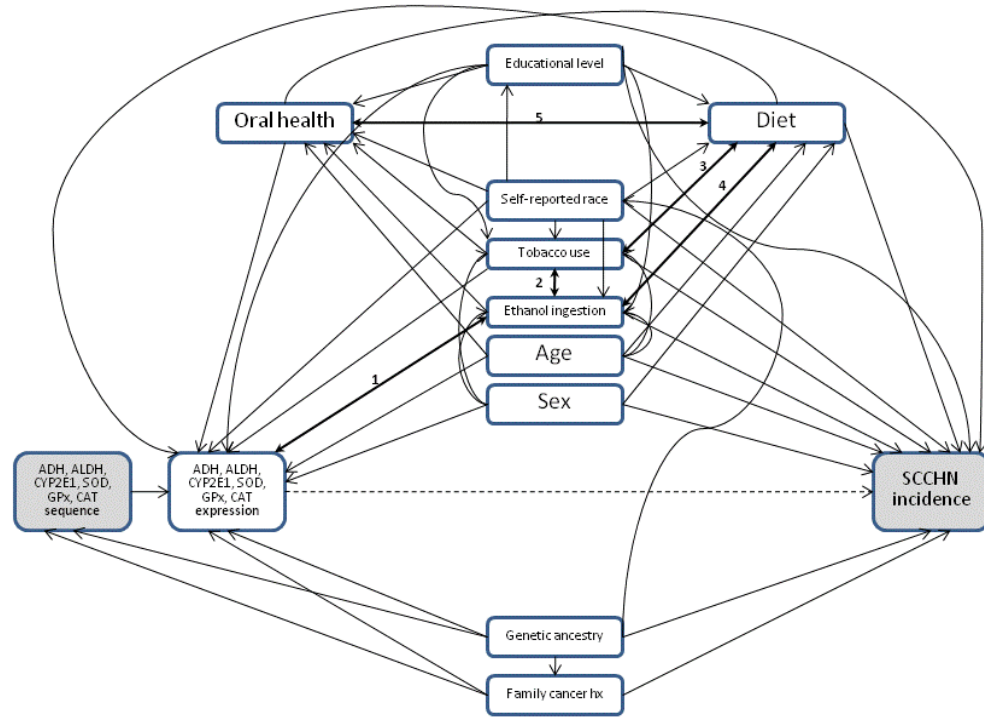 Educational level
Oral health
5
Diet
3
4
Self-reported race
Tobacco use
2
Ethanol ingestion
1
Age
Sex
ADH, ALDH,
CYP2E1, SOD,
GPx, CAT
sequence
ADH, ALDH,
CYP2E1, SOD,
GPx, CAT
expression
SCCHN
incidence
Genetic ancestry
Family cancer hx